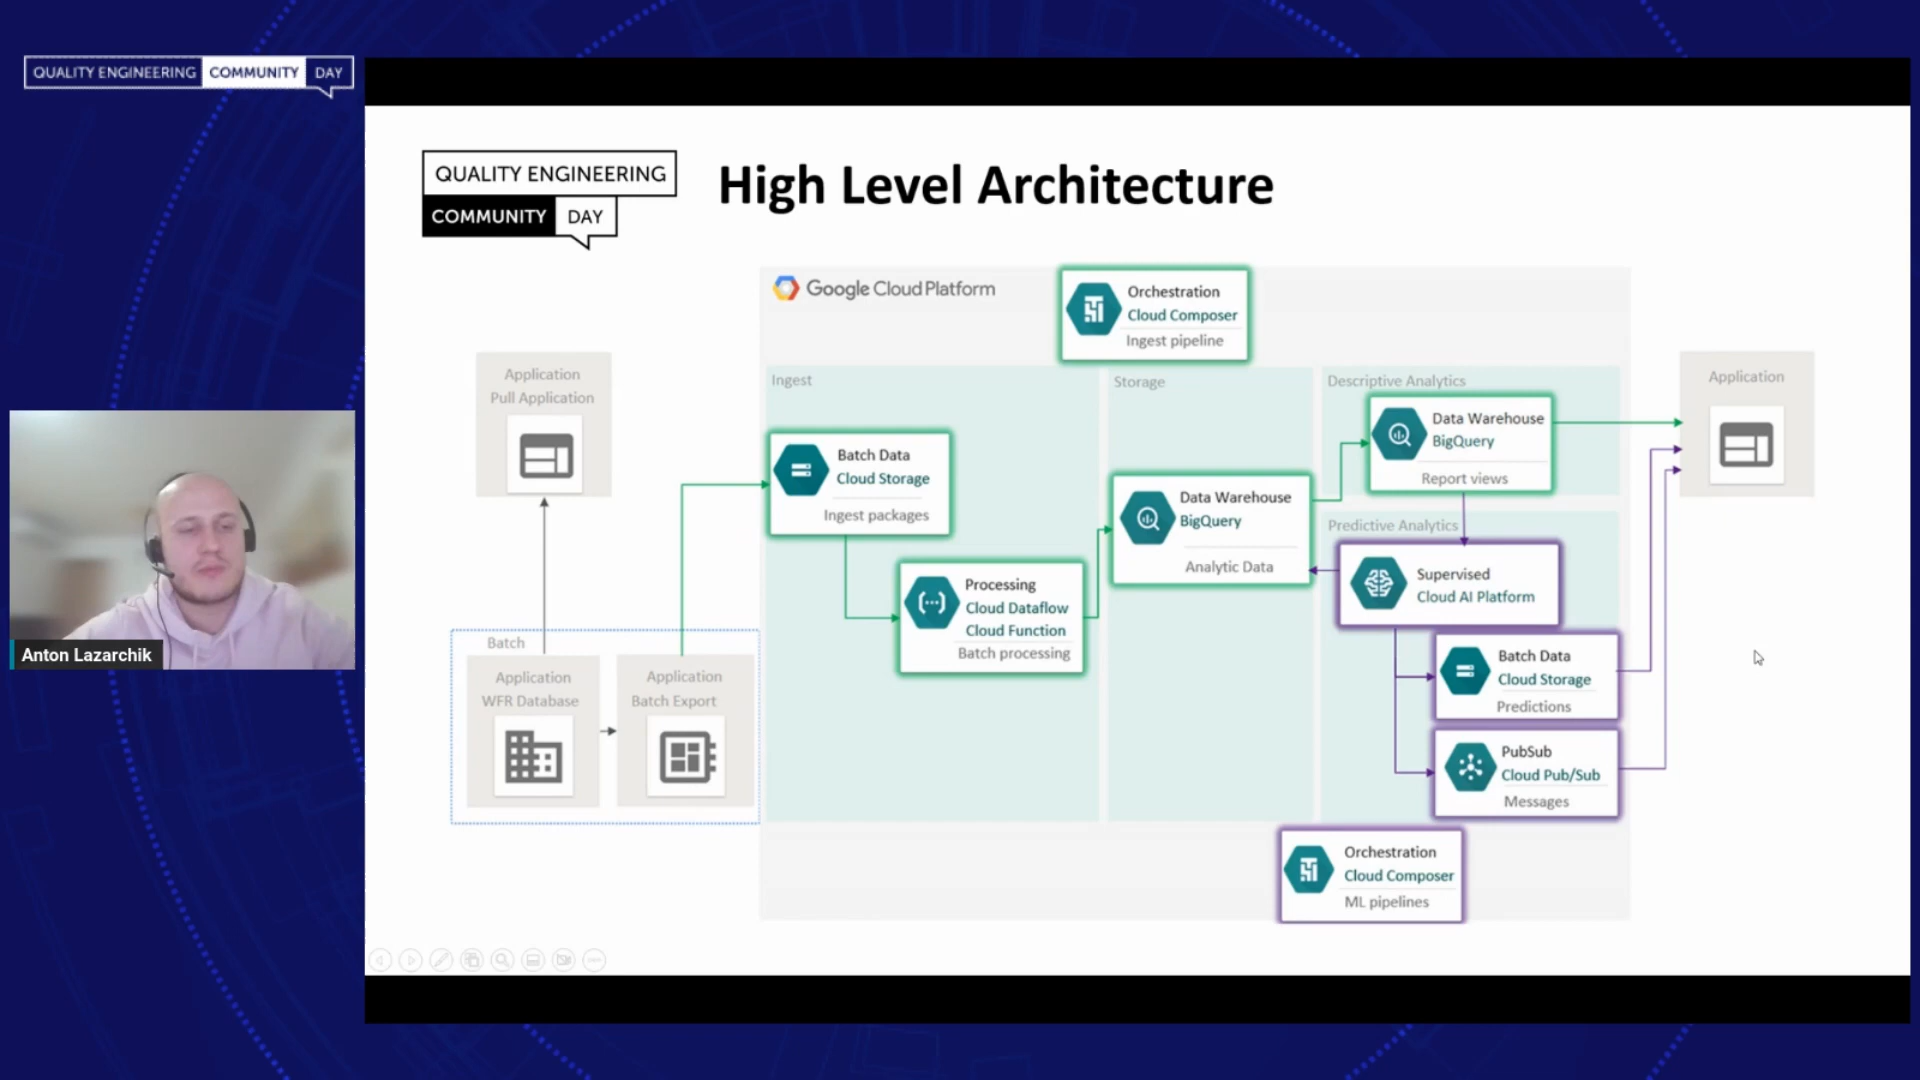 QUALITY ENGINEERING COMMUNITY DAY
QUALITY ENGINEERING
COMMUNITY DAY
High Level Architecture
Google Cloud Platform
Orchestration
Cloud Composer
Ingest pipeline
Application
Pull Application
Ingest
Storage
Descriptive Analytics
Application
Data Warehouse
BigQuery
Report views
Batch Data
Cloud Storage
Ingest packages
Data Warehouse
BigQuery
Analytic Data
Predictive Analytics
Supervised
Cloud AI Platform
Processing
Cloud Dataflow
Cloud Function
Batch processing
Anton Lazarchik
Batch
Application
WFR Database
Application
Batch Export
Batch Data
Cloud Storage
Predictions
PubSub
Cloud Pub/Sub
Messages
Orchestration
Cloud Composer
ML pipelines